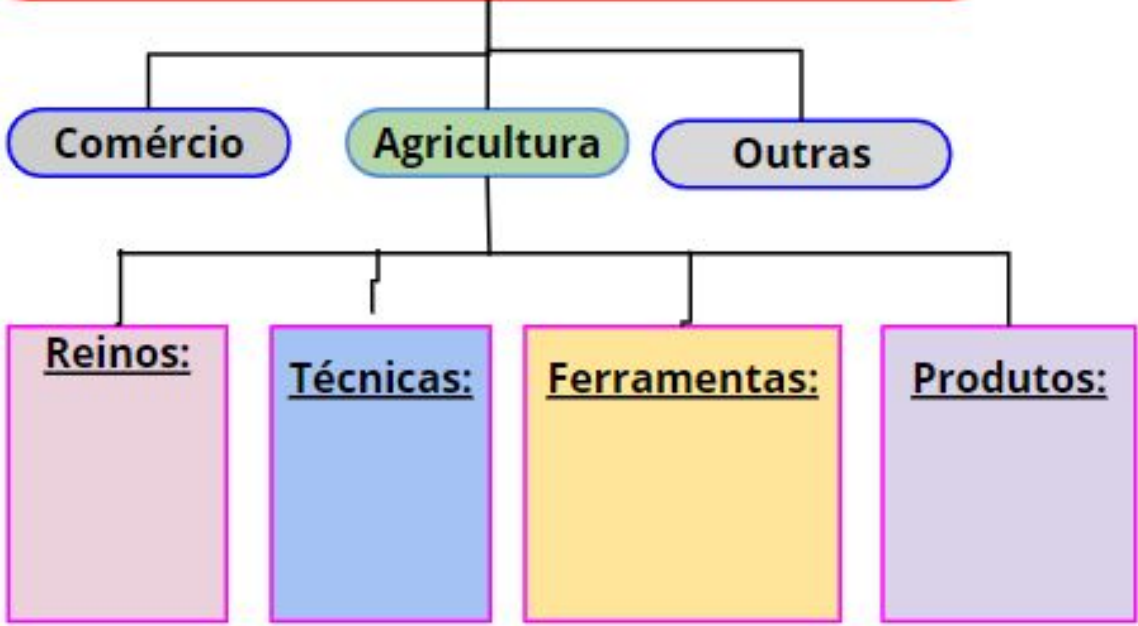 Comércio
Agricultura
Outras
Reinos:
Técnicas:
Ferramentas:
Produtos: